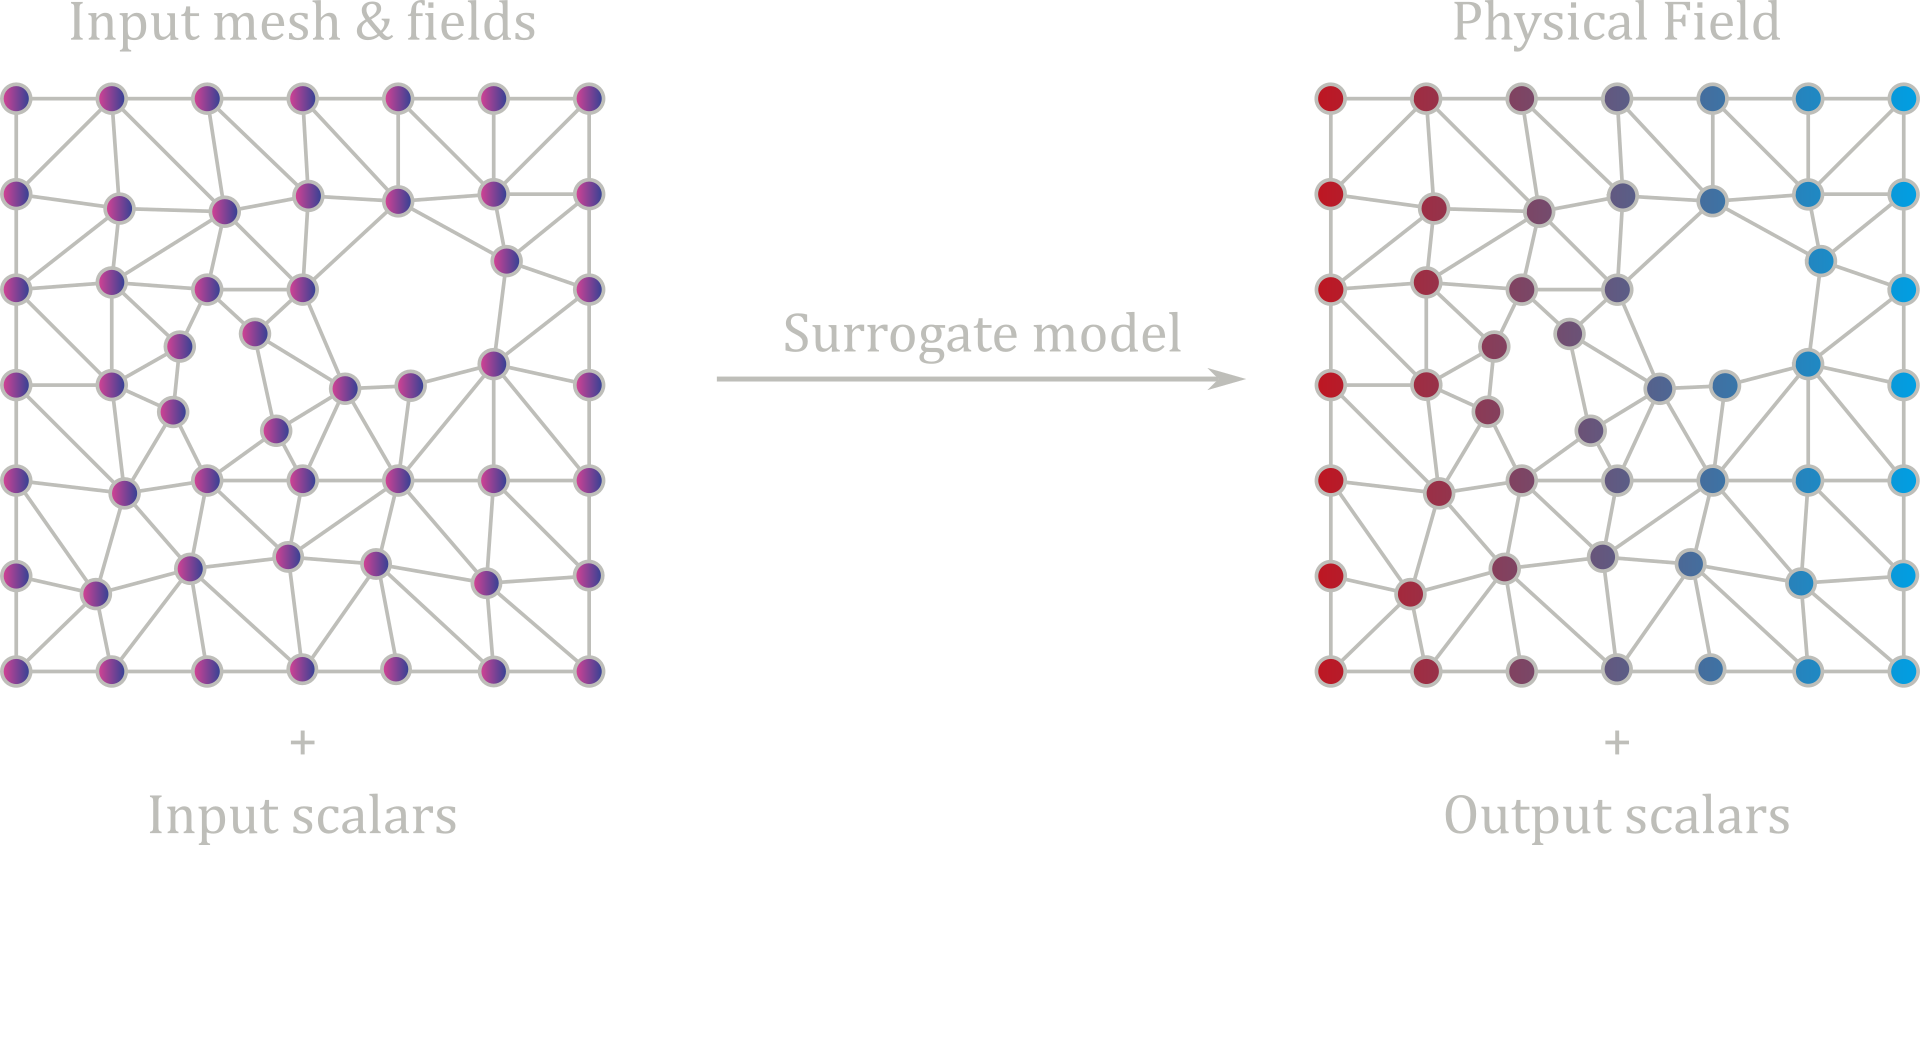 Input mesh & fields
Physical Field
Surrogate model
+
+
Input scalars
Output scalars